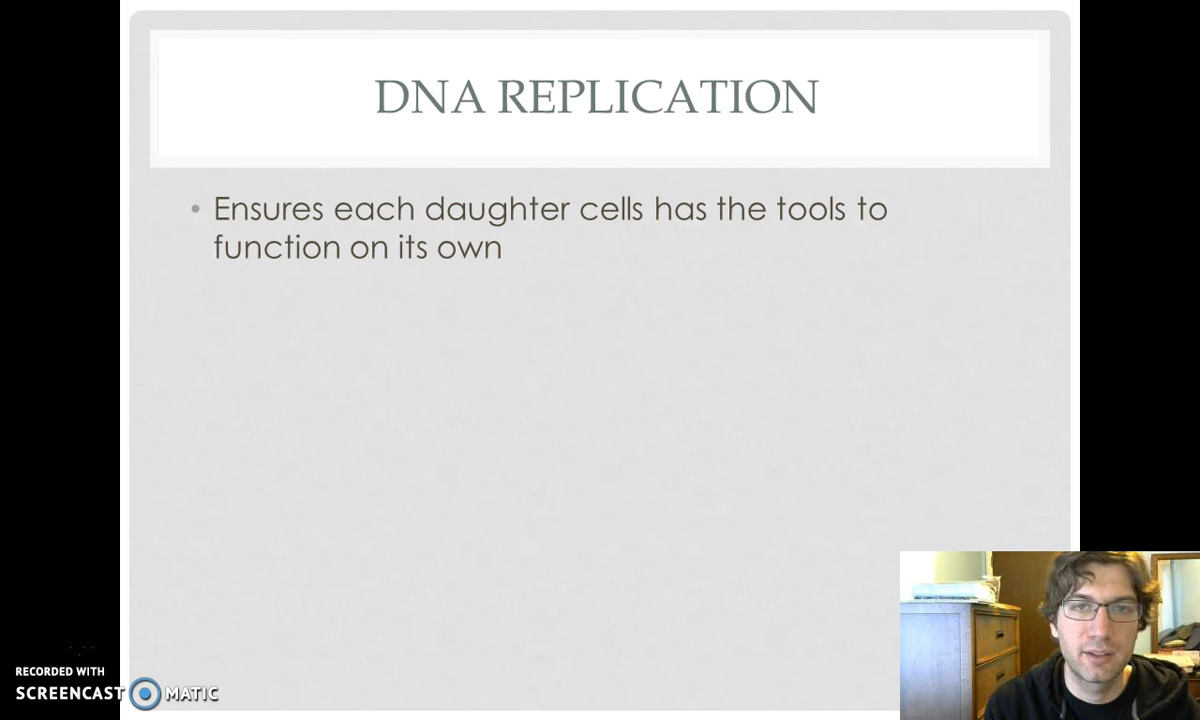 DNA REPLICATION
• Ensures each daughter cells has the tools to
function on its own
RECORDED WITH
SCREENCAST MATIC